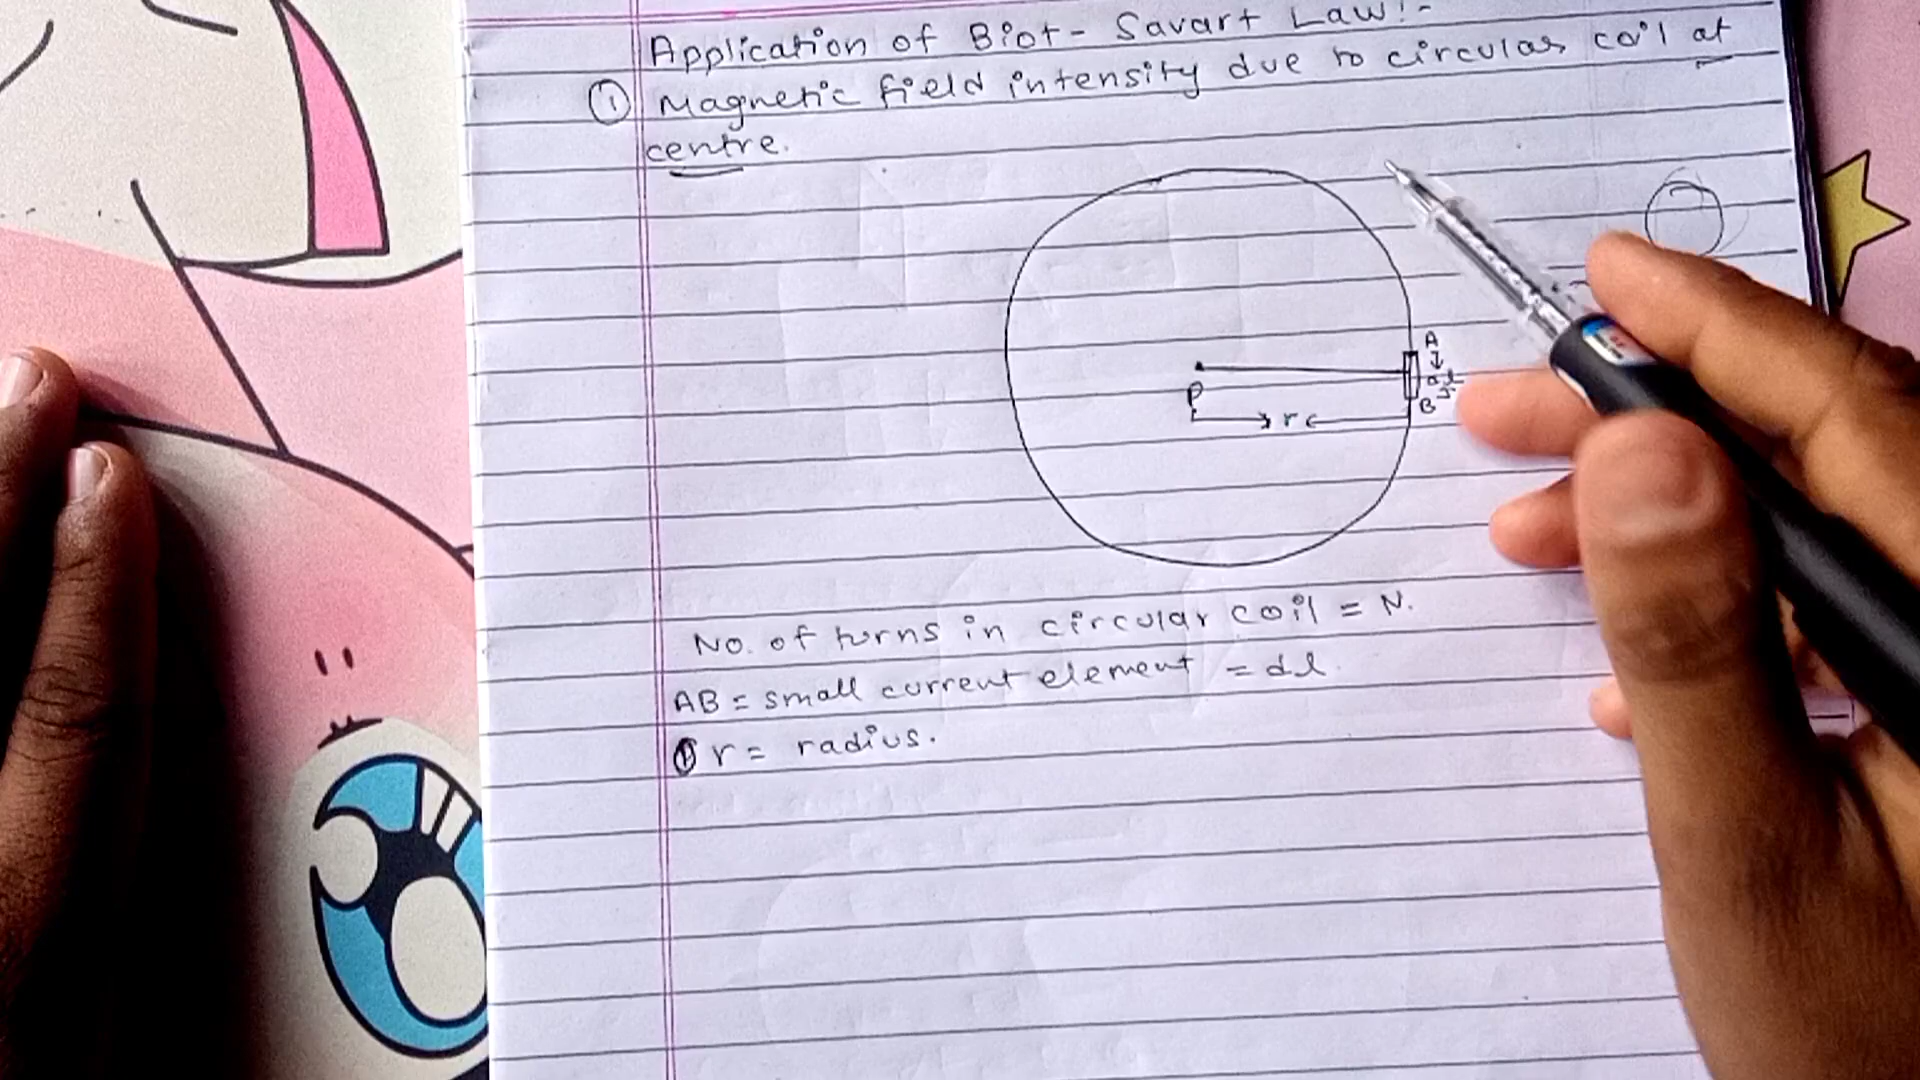 Application of Biot-Savart Law:-
① Magnetic field intensity due to circular coil at
centre.
A
dl
P
B
r
No. of turns in circular coil = N.
AB = small current element = dl.
r = radius.